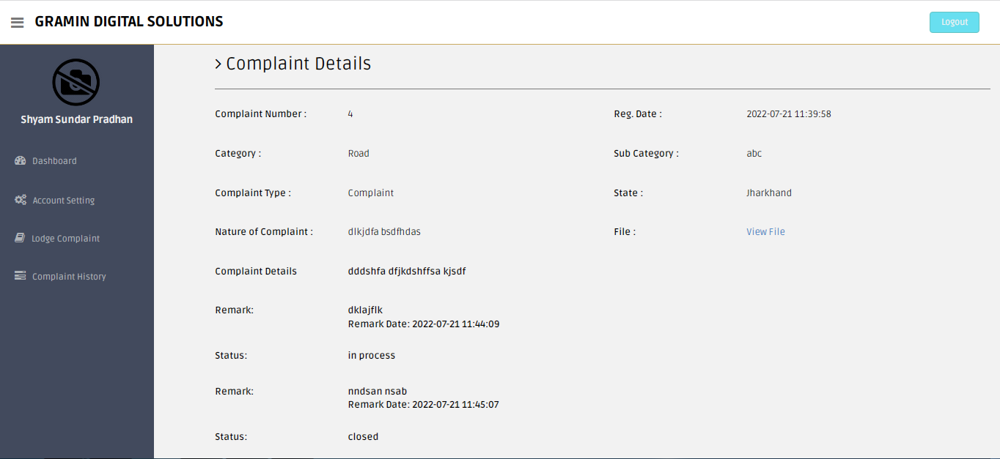 GRAMIN DIGITAL SOLUTIONS
Logout
Shyam Sundar Pradhan
Dashboard
Account Setting
Lodge Complaint
Complaint History
> Complaint Details
Complaint Number : 4 Reg. Date : 2022-07-21 11:39:58
Category : Road Sub Category : abc
Complaint Type : Complaint State : Jharkhand
Nature of Complaint : dlkjdfa bsdfhdas File : View File
Complaint Details dddshfa dfjkdshffsa kjsdf
Remark: dklajflk
Remark Date: 2022-07-21 11:44:09
Status: in process
Remark: nndsan nsab
Remark Date: 2022-07-21 11:45:07
Status: closed